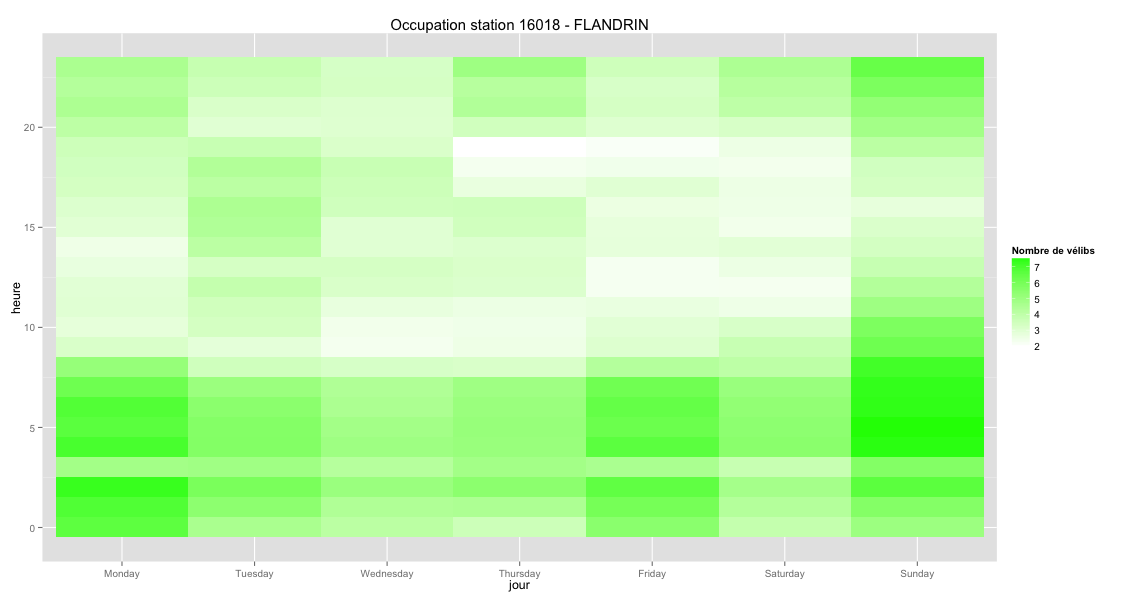 Occupation station 16018 - FLANDRIN
heure
20
15
10
5
0
Monday Tuesday Wednesday Thursday Friday Saturday Sunday
jour
Nombre de vélibs
7
6
5
4
3
2